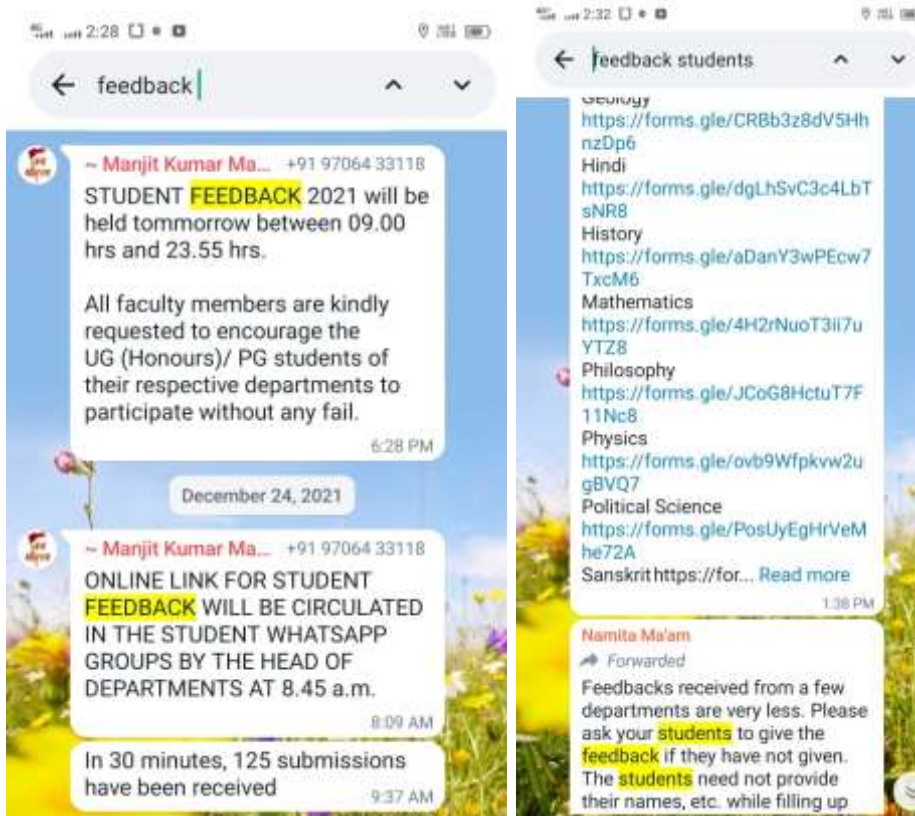 2:28
feedback
~ Manjit Kumar Ma... +91 97064 33118
STUDENT FEEDBACK 2021 will be
held tommorrow between 09.00
hrs and 23.55 hrs.
All faculty members are kindly
requested to encourage the
UG (Honours)/ PG students of
their respective departments to
participate without any fail.
6:28 PM
December 24, 2021
~ Manjit Kumar Ma... +91 97064 33118
ONLINE LINK FOR STUDENT
FEEDBACK WILL BE CIRCULATED
IN THE STUDENT WHATSAPP
GROUPS BY THE HEAD OF
DEPARTMENTS AT 8.45 a.m.
8:09 AM
In 30 minutes, 125 submissions
have been received
9:37 AM
2:32
feedback students
Geology
https://forms.gle/CRBb3z8dV5Hh
nzDp6
Hindi
https://forms.gle/dgLhSvC3c4LbT
sNR8
History
https://forms.gle/aDanY3wPEcw7
TxcM6
Mathematics
https://forms.gle/4H2rNuoT3ii7u
YTZ8
Philosophy
https://forms.gle/JCoG8HctuT7F
11Nc8
Physics
https://forms.gle/ovb9Wfpkvw2u
gBVQ7
Political Science
https://forms.gle/PosUyEgHrVeM
he72A
Sanskrithttps://for... Read more
1:38 PM
Namita Ma'am
Forwarded
Feedbacks received from a few
departments are very less. Please
ask your students to give the
feedback if they have not given.
The students need not provide
their names, etc. while filling up